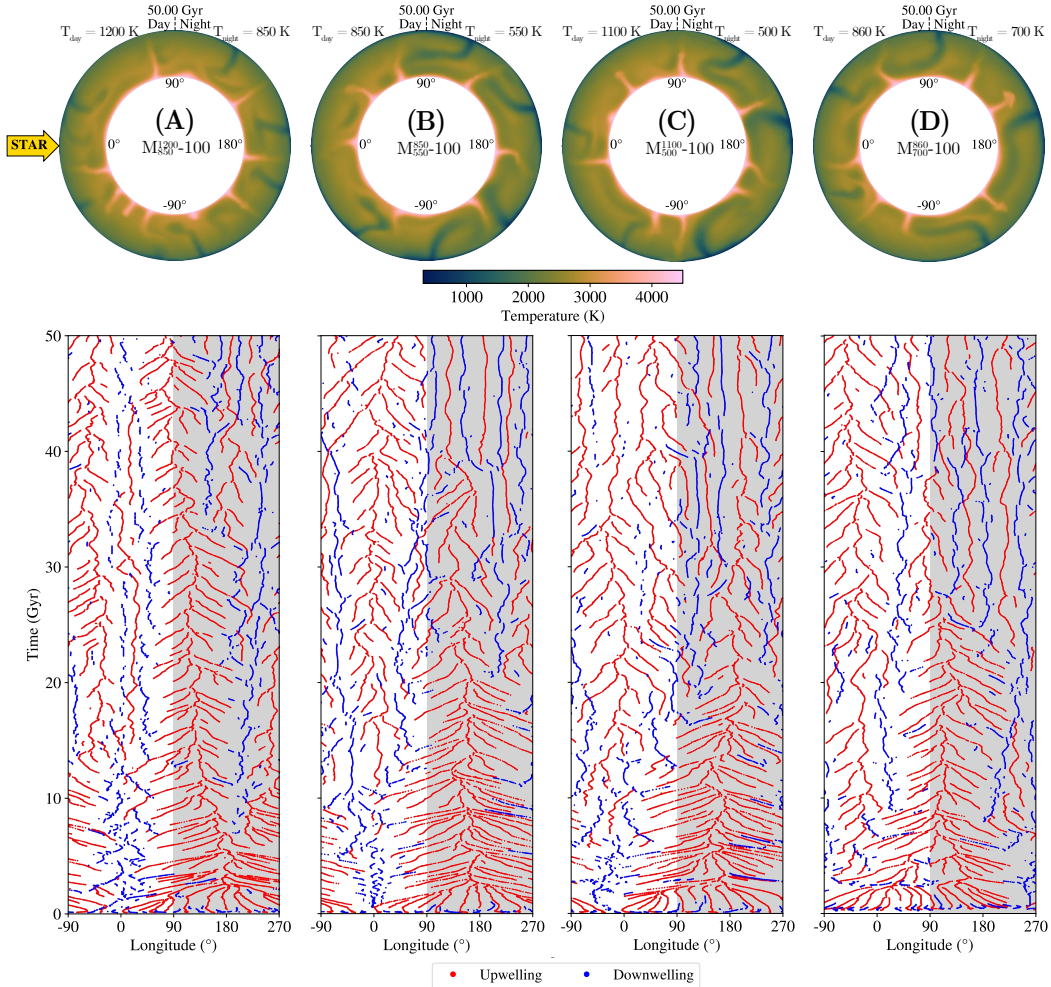 50.00 Gyr 50.00 Gyr 50.00 Gyr 50.00 Gyr
Day Night Day Night Day Night Day Night
T_day = 1200 K T_night = 850 K T_day = 850 K T_night = 550 K T_day = 1100 K T_night = 500 K T_day = 860 K T_night = 700 K
90° 90° 90° 90°
(A) (B) (C) (D)
STAR
0° M^1200_850-100 180° 0° M^850_550-100 180° 0° M^1100_500-100 180° 0° M^860_700-100 180°
-90° -90° -90° -90°
1000 2000 3000 4000
Temperature (K)
50
40
30
20
10
0
Time (Gyr)
-90 0 90 180 270 -90 0 90 180 270 -90 0 90 180 270 -90 0 90 180 270
Longitude (°) Longitude (°) Longitude (°) Longitude (°)
Upwelling Downwelling